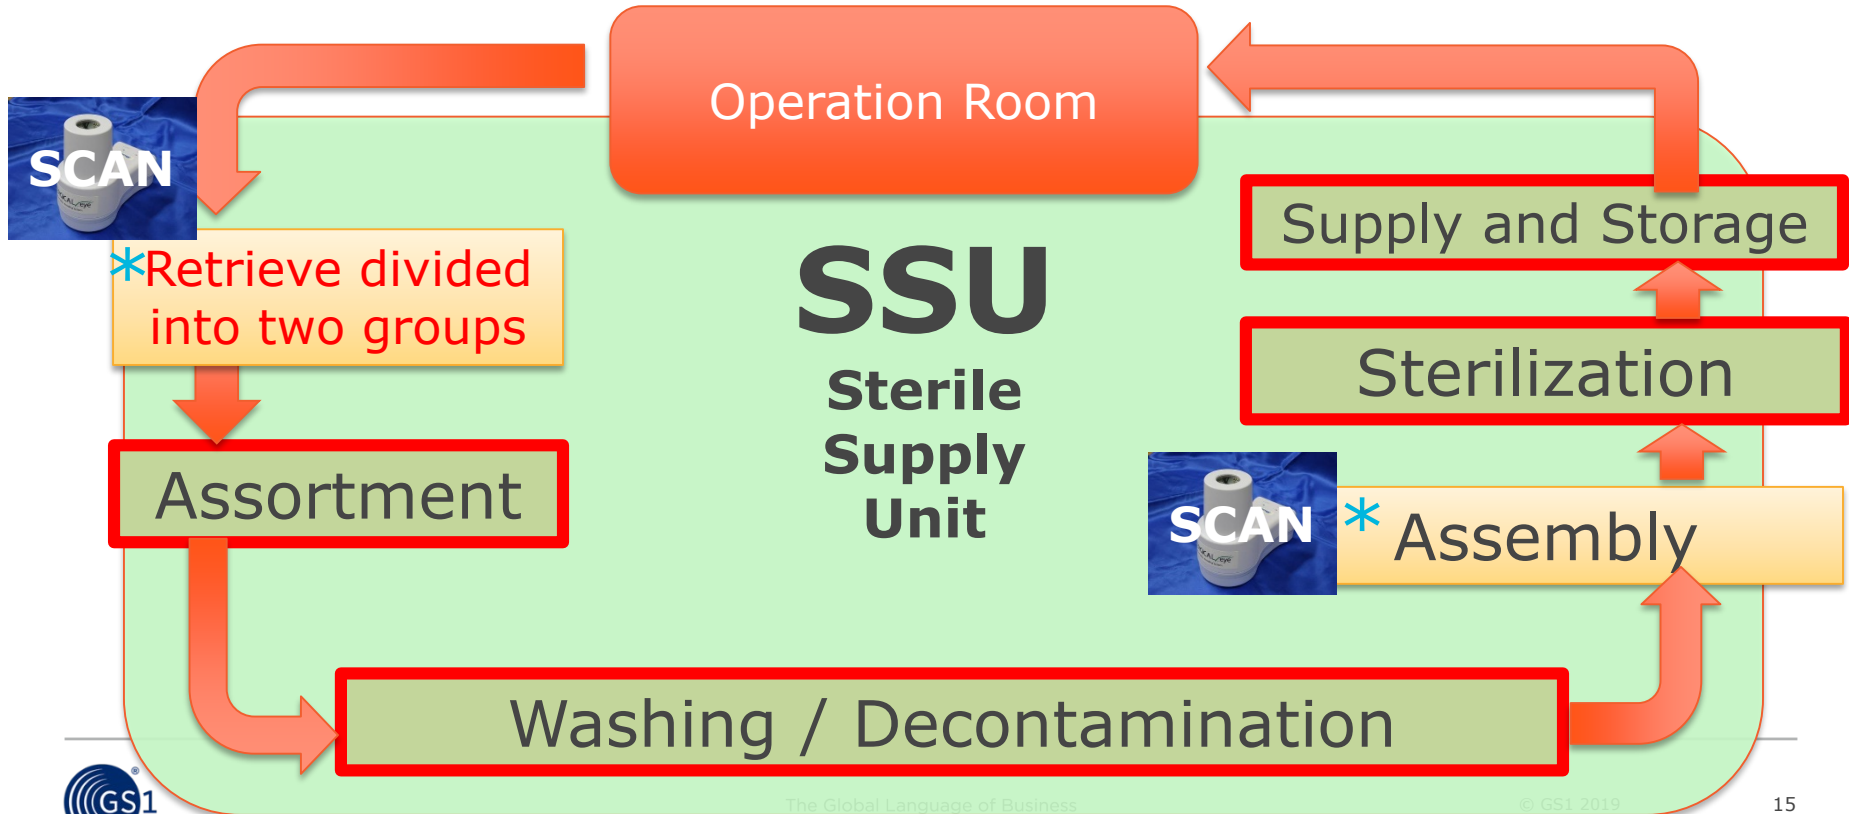 Operation Room
SCAN
*Retrieve divided
into two groups
Assortment
Washing / Decontamination
SCAN
* Assembly
Sterilization
Supply and Storage
SSU
Sterile
Supply
Unit
GS1
®
The Global Language of Business
© GS1 2019
15